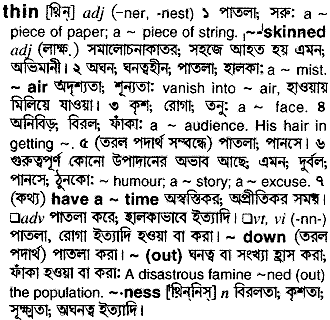 thin [থিন্] adj (–ner, -nest) ১ পাতলা; সরু: a ~
piece of paper; a ~ piece of string. ~-skinned
adj (লাক্ষ.) সমালোচনাকাতর; সহজে আহত হয় এমন;
অভিমানী। ২ অঘন; ঘনত্বহীন; পাতলা; হালকা: a ~ mist.
~ air অদৃশ্যতা; শূন্যতা: vanish into ~ air, হাওয়ায়
মিলিয়ে যাওয়া। ৩ কৃশ, রোগা; তনু: a ~ face. ৪
অনিবিড়; বিরল; ফাঁকা: a ~ audience. His hair in
getting ~. ৫ (তরল পদার্থ সম্বন্ধে) পাতলা; পানসে। ৬
গুরুত্বপূর্ণ কোনো উপাদানের অভাব আছে; এমন; দুর্বল;
পানসে; ঠুনকো: ~ humour; a ~ story; a ~ excuse. ৭
(কথ্য) have a ~ time অস্বস্তিকর; অপ্রীতিকর সময়।
□adv পাতলা করে; হালকাভাবে ইত্যাদি। □vt, vi (-nn-)
পাতলা, রোগা ইত্যাদি হওয়া বা করা। ~ down (তরল
পদার্থ) পাতলা করা। ~ (out) ঘনত্ব বা সংখ্যা হ্রাস করা;
ফাঁকা হওয়া বা করা: A disastrous famine ~ned (out)
the population. ~·ness [থিন্‌নিস্] n বিরলতা; কৃশতা;
সূক্ষ্মতা; অঘনত্ব ইত্যাদি।